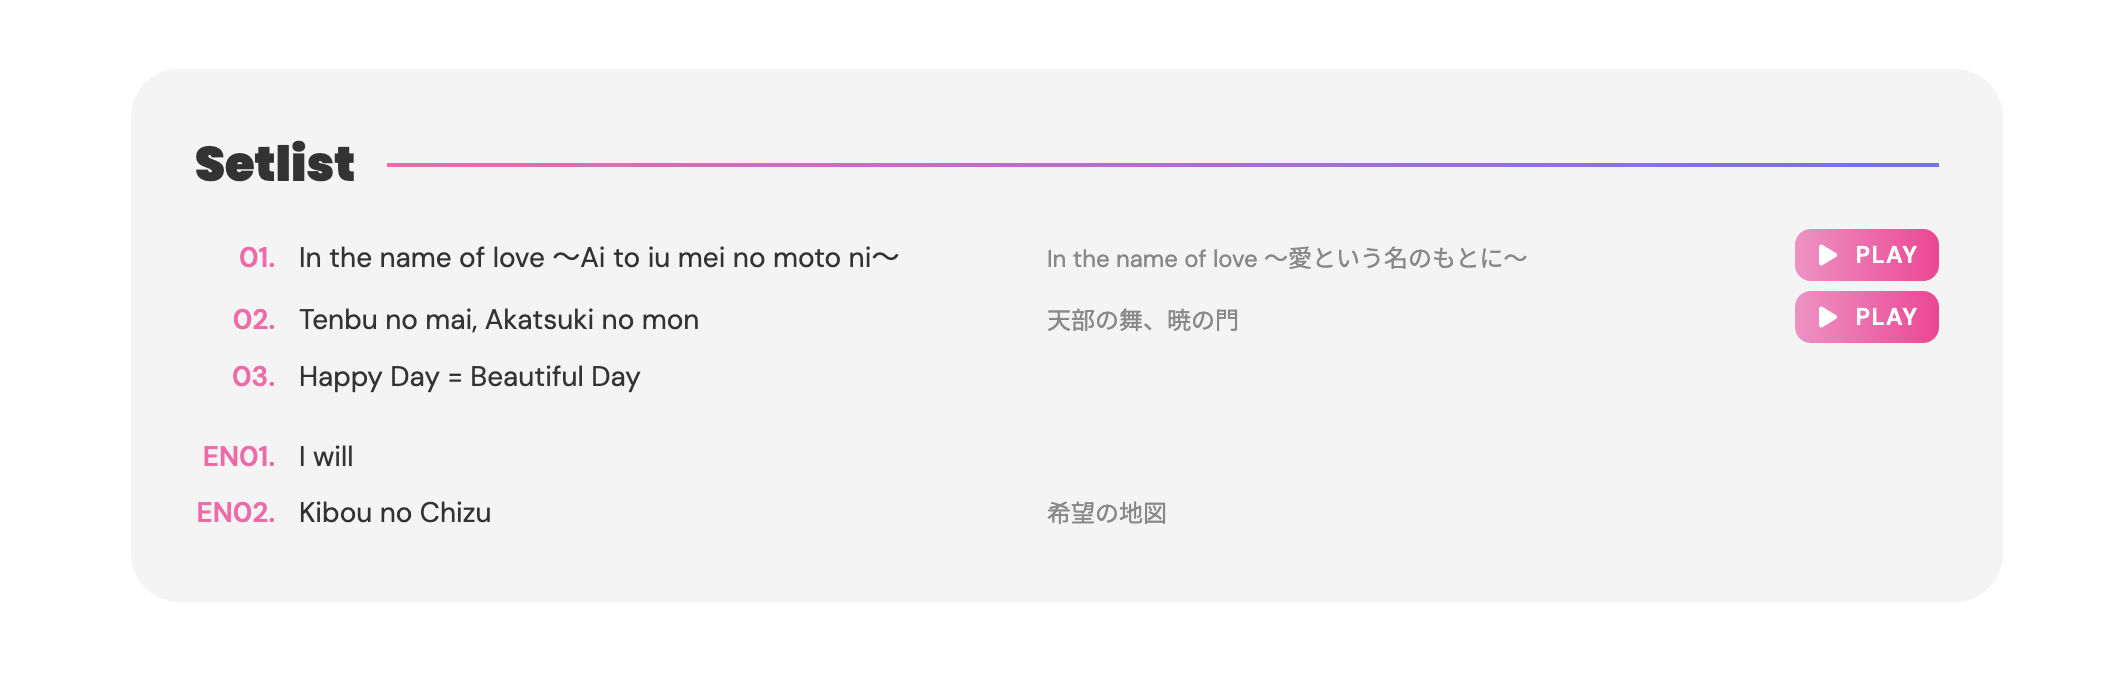 Setlist
01. In the name of love 〜Ai to iu mei no moto ni〜 In the name of love 〜愛という名のもとに〜 PLAY
02. Tenbu no mai, Akatsuki no mon 天部の舞、暁の門 PLAY
03. Happy Day = Beautiful Day
EN01. I will
EN02. Kibou no Chizu 希望の地図